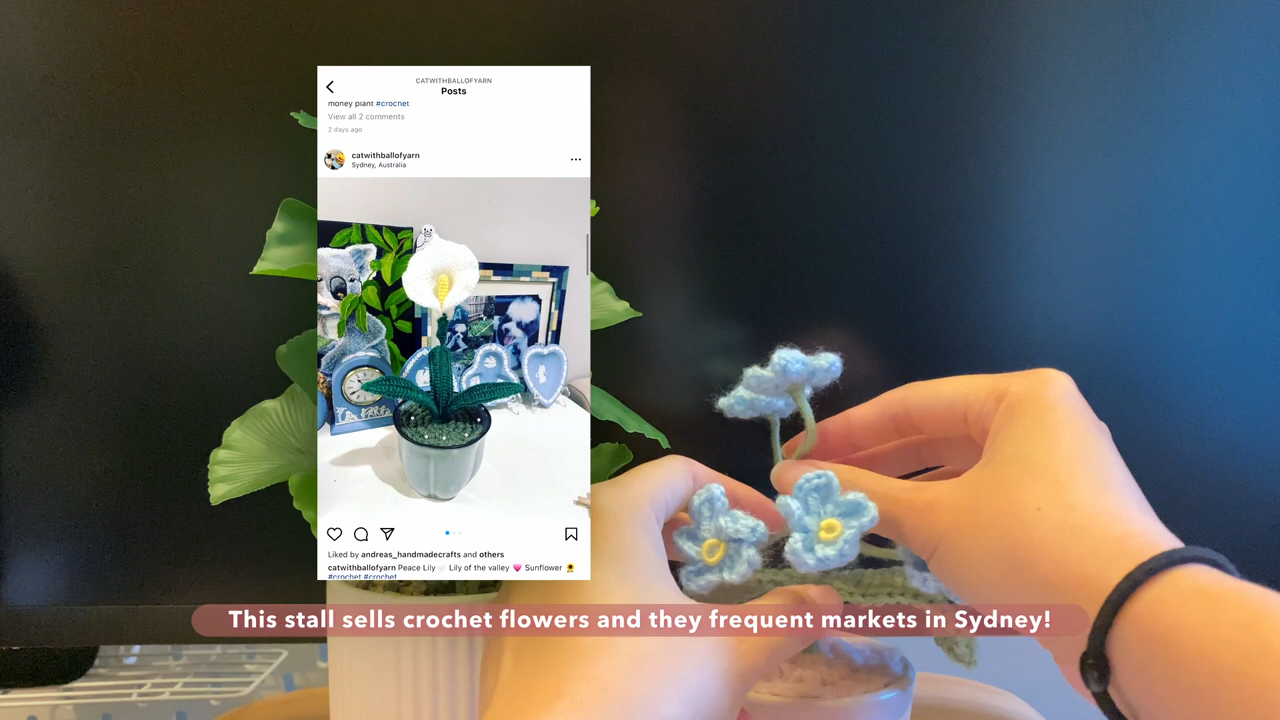 CATWITHBALLOFYARN
Posts
money plant #crochet
View all 2 comments
2 days ago
catwithballofyarn
Sydney, Australia
Liked by andreas_handmadecrafts and others
catwithballofyarn Peace Lily🤍 Lily of the valley 💗 Sunflower 🌻
#crochet #crochet
This stall sells crochet flowers and they frequent markets in Sydney!